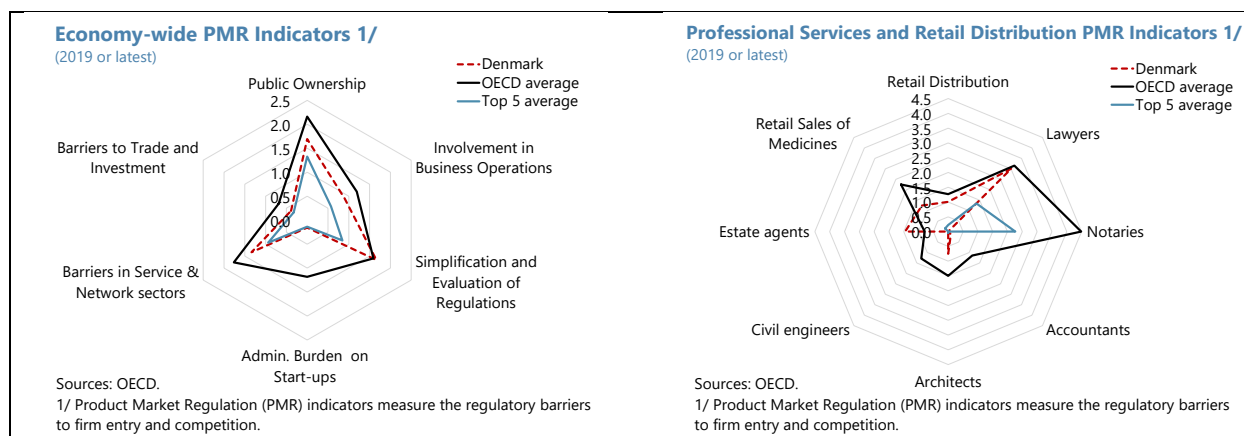 Economy-wide PMR Indicators 1/
(2019 or latest)
Denmark
OECD average
Top 5 average
Public Ownership
2.5
2.0
1.5
1.0
0.5
0.0
Involvement in
Business Operations
Simplification and
Evaluation of
Regulations
Admin. Burden on
Start-ups
Barriers in Service &
Network sectors
Barriers to Trade and
Investment
Sources: OECD.
1/ Product Market Regulation (PMR) indicators measure the regulatory barriers
to firm entry and competition.
Professional Services and Retail Distribution PMR Indicators 1/
(2019 or latest)
Denmark
OECD average
Top 5 average
Retail Distribution
4.5
4.0
3.5
3.0
2.5
2.0
1.5
1.0
0.5
0.0
Lawyers
Notaries
Accountants
Architects
Civil engineers
Estate agents
Retail Sales of
Medicines
Sources: OECD.
1/ Product Market Regulation (PMR) indicators measure the regulatory barriers
to firm entry and competition.